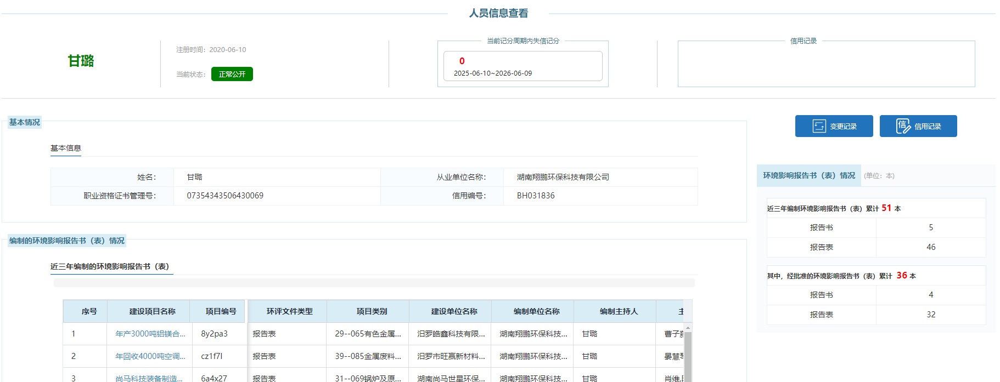 人员信息查看
甘璐
注册时间：2020-06-10
当前状态：正常公开
当前记分周期内失信记分
0
2025-06-10~2026-06-09
信用记录
基本情况
变更记录
信用记录
基本信息
姓名： 甘璐 从业单位名称： 湖南翔鹏环保科技有限公司
职业资格证书管理号： 07354343506430069 信用编号： BH031836
环境影响报告书（表）情况 (单位：本)
近三年编制环境影响报告书（表）累计 51 本
报告书 5
报告表 46
其中，经批准的环境影响报告书（表）累计 36 本
报告书 4
报告表 32
编制的环境影响报告书（表）情况
近三年编制的环境影响报告书（表）
序号 建设项目名称 项目编号 环评文件类型 项目类别 建设单位名称 编制单位名称 编制主持人 主
1 年产3000吨铝镁合... 8y2pa3 报告表 29--065有色金属... 汨罗皓鑫科技有限... 湖南翔鹏环保科技... 甘璐 曹子
2 年回收4000吨空调... cz1f7l 报告表 39--085金属废料... 汨罗市旺赢新材料... 湖南翔鹏环保科技... 甘璐 晏慧
3 尚马科技装备制造... 6a4x27 报告表 31--069锅炉及原... 湖南尚马世星环保... 湖南翔鹏环保科技... 甘璐 肖维,